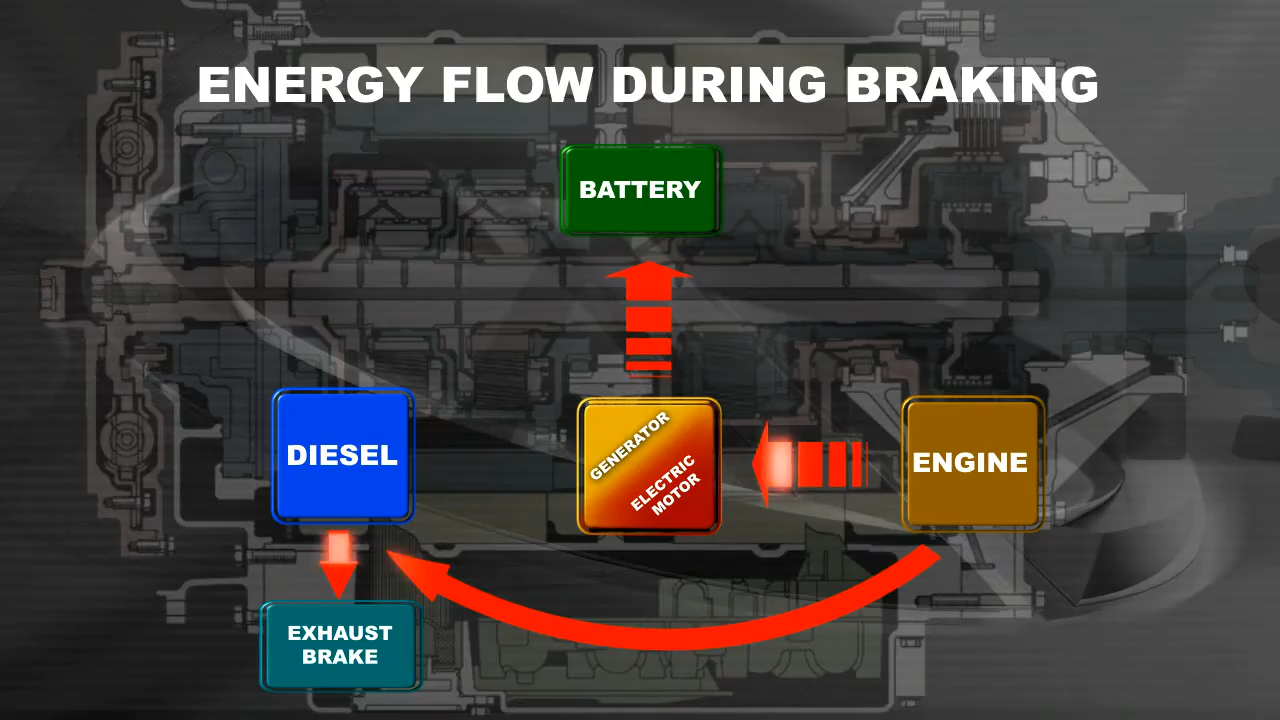 ENERGY FLOW DURING BRAKING
BATTERY
DIESEL
GENERATOR
ELECTRIC
MOTOR
ENGINE
EXHAUST
BRAKE